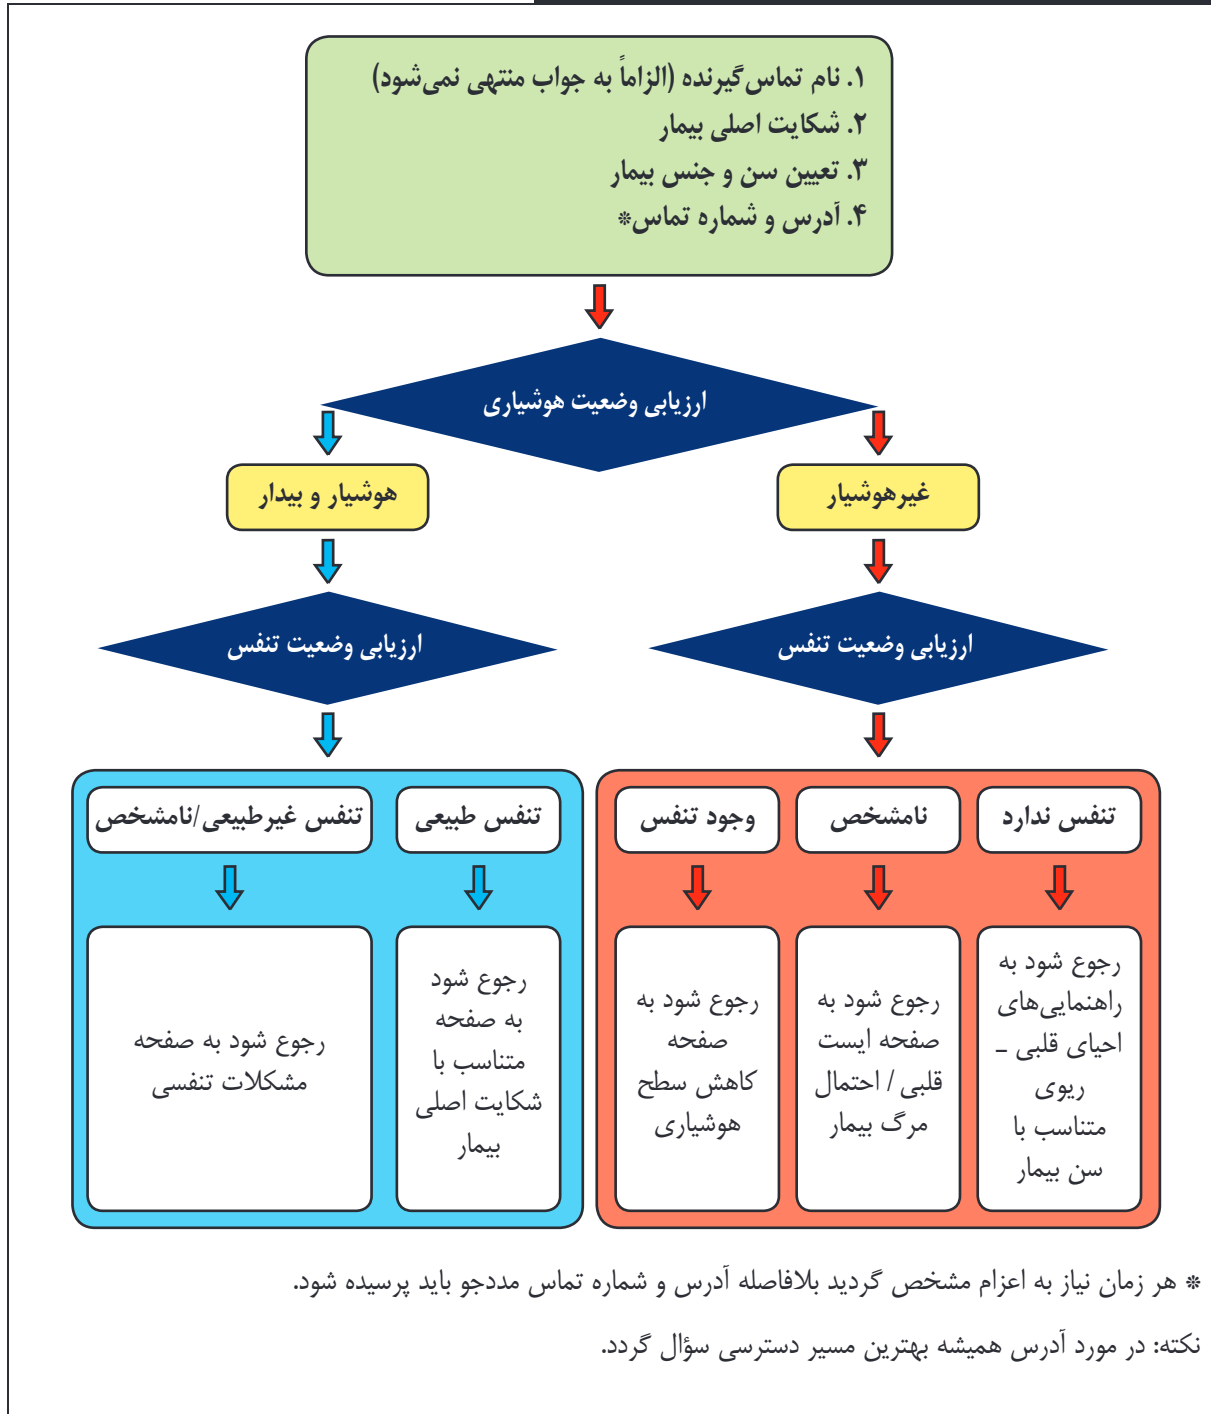 ۱. نام تماس‌گیرنده (الزاماً به جواب منتهی نمی‌شود)
۲. شکایت اصلی بیمار
۳. تعیین سن و جنس بیمار
۴. آدرس و شماره تماس*
ارزیابی وضعیت هوشیاری
غیرهوشیار
هوشیار و بیدار
ارزیابی وضعیت تنفس
ارزیابی وضعیت تنفس
تنفس ندارد
نامشخص
وجود تنفس
تنفس طبیعی
تنفس غیرطبیعی/نامشخص
رجوع شود به
راهنمایی‌های
احیای قلبی ـ
ریوی
متناسب با
سن بیمار
رجوع شود به
صفحه ایست
قلبی / احتمال
مرگ بیمار
رجوع شود به
صفحه
کاهش سطح
هوشیاری
رجوع شود
به صفحه
متناسب با
شکایت اصلی
بیمار
رجوع شود به صفحه
مشکلات تنفسی
* هر زمان نیاز به اعزام مشخص گردید بلافاصله آدرس و شماره تماس مددجو باید پرسیده شود.
نکته: در مورد آدرس همیشه بهترین مسیر دسترسی سؤال گردد.